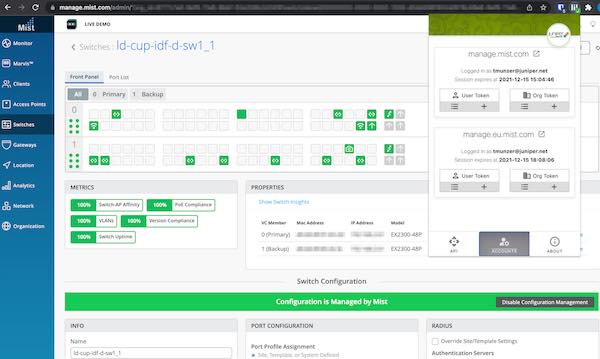 manage.mist.com/admin/
Mist
LIVE DEMO
Monitor
Marvis™
Clients
Access Points
Switches
Gateways
Location
Analytics
Network
Organization
Switches : ld-cup-idf-d-sw1_1
Front Panel
Port List
All 0 Primary 1 Backup
0
1
METRICS
100% Switch-AP Affinity
100% PoE Compliance
100% VLANs
100% Version Compliance
100% Switch Uptime
PROPERTIES
Show Switch Insights
VC Member Mac Address IP Address Model
0 (Primary) EX2300-48P
1 (Backup) EX2300-48P
Switch Configuration
Configuration is Managed by Mist
Disable Configuration Management
INFO
Name
ld-cup-idf-d-sw1_1
PORT CONFIGURATION
Port Profile Assignment
Site, Template, or System Defined
RADIUS
Override Site/Template Settings
Authentication Servers
manage.mist.com
Logged in as tmunzer@juniper.net
Session expires at 2021-12-15 15:04:46
User Token
Org Token
manage.eu.mist.com
Logged in as tmunzer@juniper.net
Session expires at 2021-12-15 18:08:06
User Token
Org Token
API
ACCOUNTS
ABOUT